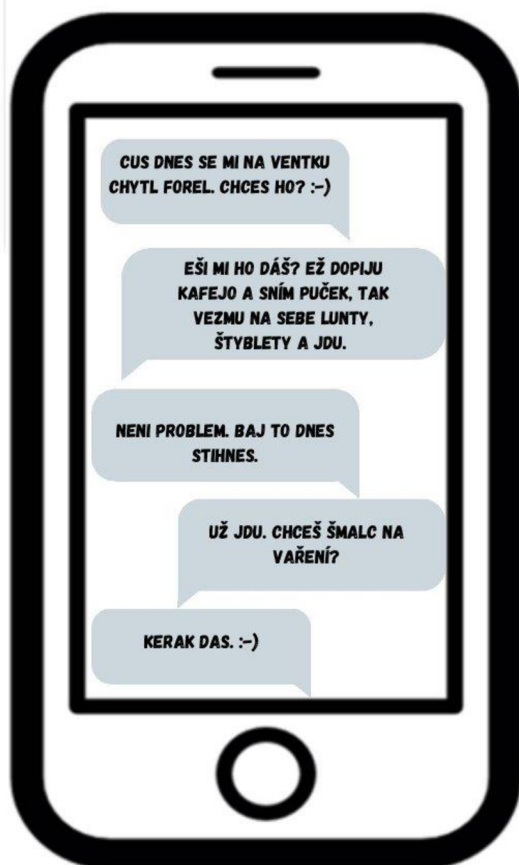 CUS DNES SE MI NA VENTKU
CHYTL FOREL. CHCES HO? :-)
EŠI MI HO DÁŠ? EŽ DOPIJU
KAFEJO A SNÍM PUČEK, TAK
VEZMU NA SEBE LUNTY,
ŠTYBLETY A JDU.
NENI PROBLEM. BAJ TO DNES
STIHNES.
UŽ JDU. CHCEŠ ŠMALC NA
VAŘENÍ?
KERAK DAS. :-)